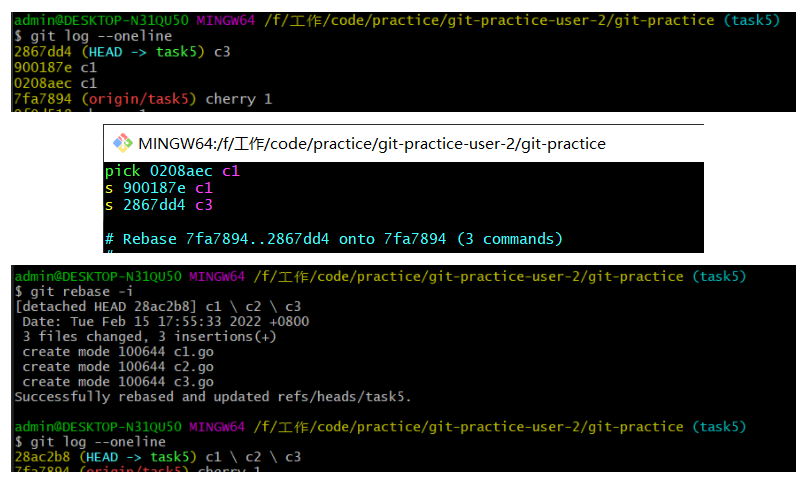 admin@DESKTOP-N31QU50 MINGW64 /f/工作/code/practice/git-practice-user-2/git-practice (task5)
$ git log --oneline
2867dd4 (HEAD -> task5) c3
900187e c1
0208aec c1
7fa7894 (origin/task5) cherry 1
MINGW64:/f/工作/code/practice/git-practice-user-2/git-practice
pick 0208aec c1
s 900187e c1
s 2867dd4 c3
# Rebase 7fa7894..2867dd4 onto 7fa7894 (3 commands)
#
admin@DESKTOP-N31QU50 MINGW64 /f/工作/code/practice/git-practice-user-2/git-practice (task5)
$ git rebase -i
[detached HEAD 28ac2b8] c1 \ c2 \ c3
Date: Tue Feb 15 17:55:33 2022 +0800
3 files changed, 3 insertions(+)
create mode 100644 c1.go
create mode 100644 c2.go
create mode 100644 c3.go
Successfully rebased and updated refs/heads/task5.
admin@DESKTOP-N31QU50 MINGW64 /f/工作/code/practice/git-practice-user-2/git-practice (task5)
$ git log --oneline
28ac2b8 (HEAD -> task5) c1 \ c2 \ c3
7fa7894 (origin/task5) cherry 1